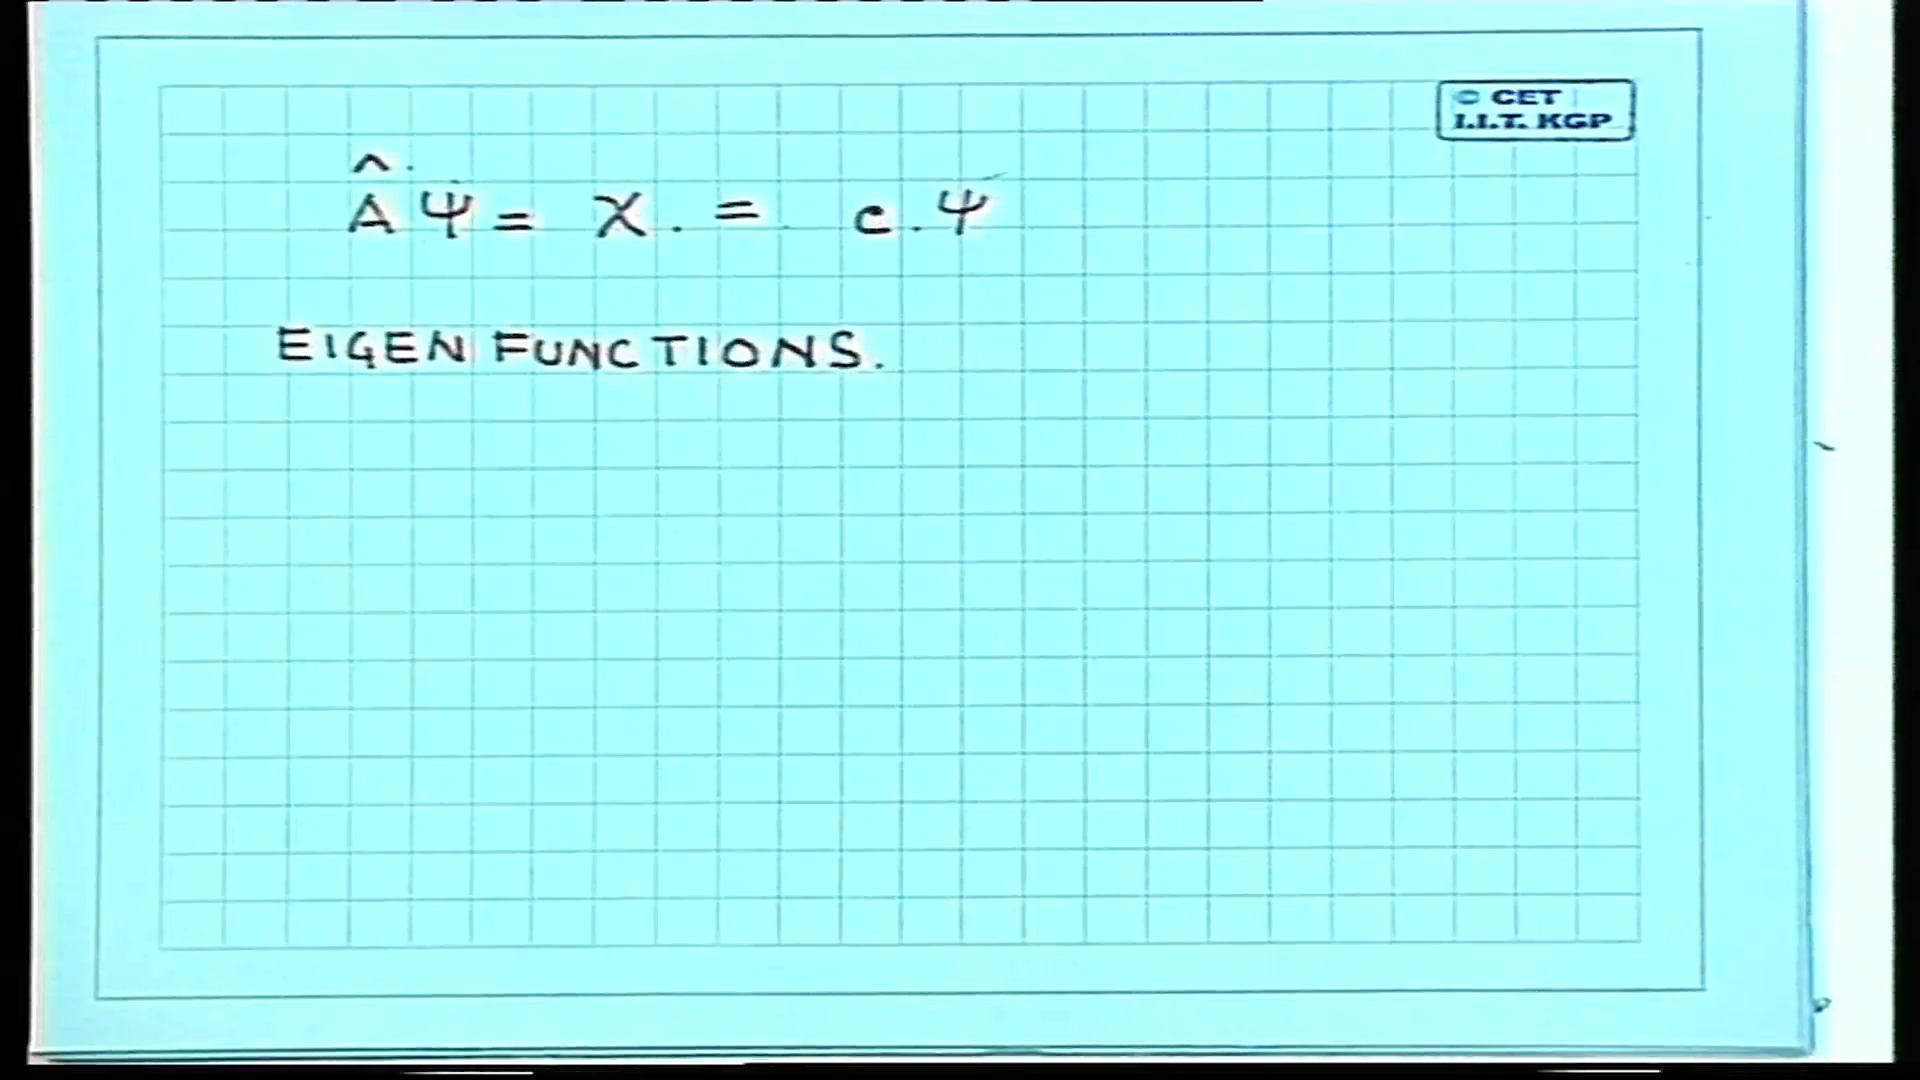 © CET
I.I.T. KGP
Â Ψ = χ . = c . Ψ
EIGEN FUNCTIONS.